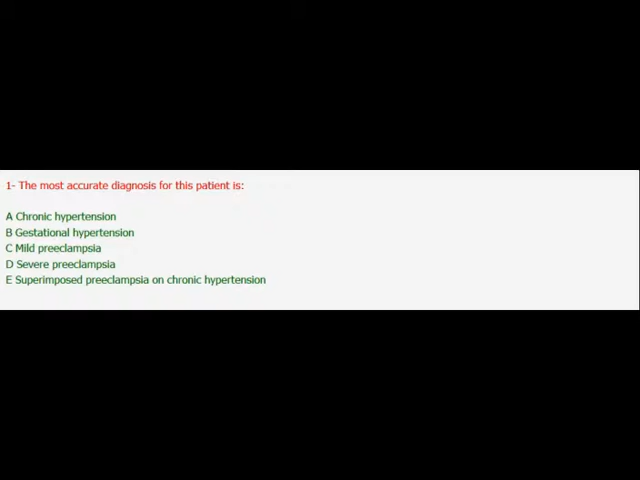 1- The most accurate diagnosis for this patient is:
A Chronic hypertension
B Gestational hypertension
C Mild preeclampsia
D Severe preeclampsia
E Superimposed preeclampsia on chronic hypertension